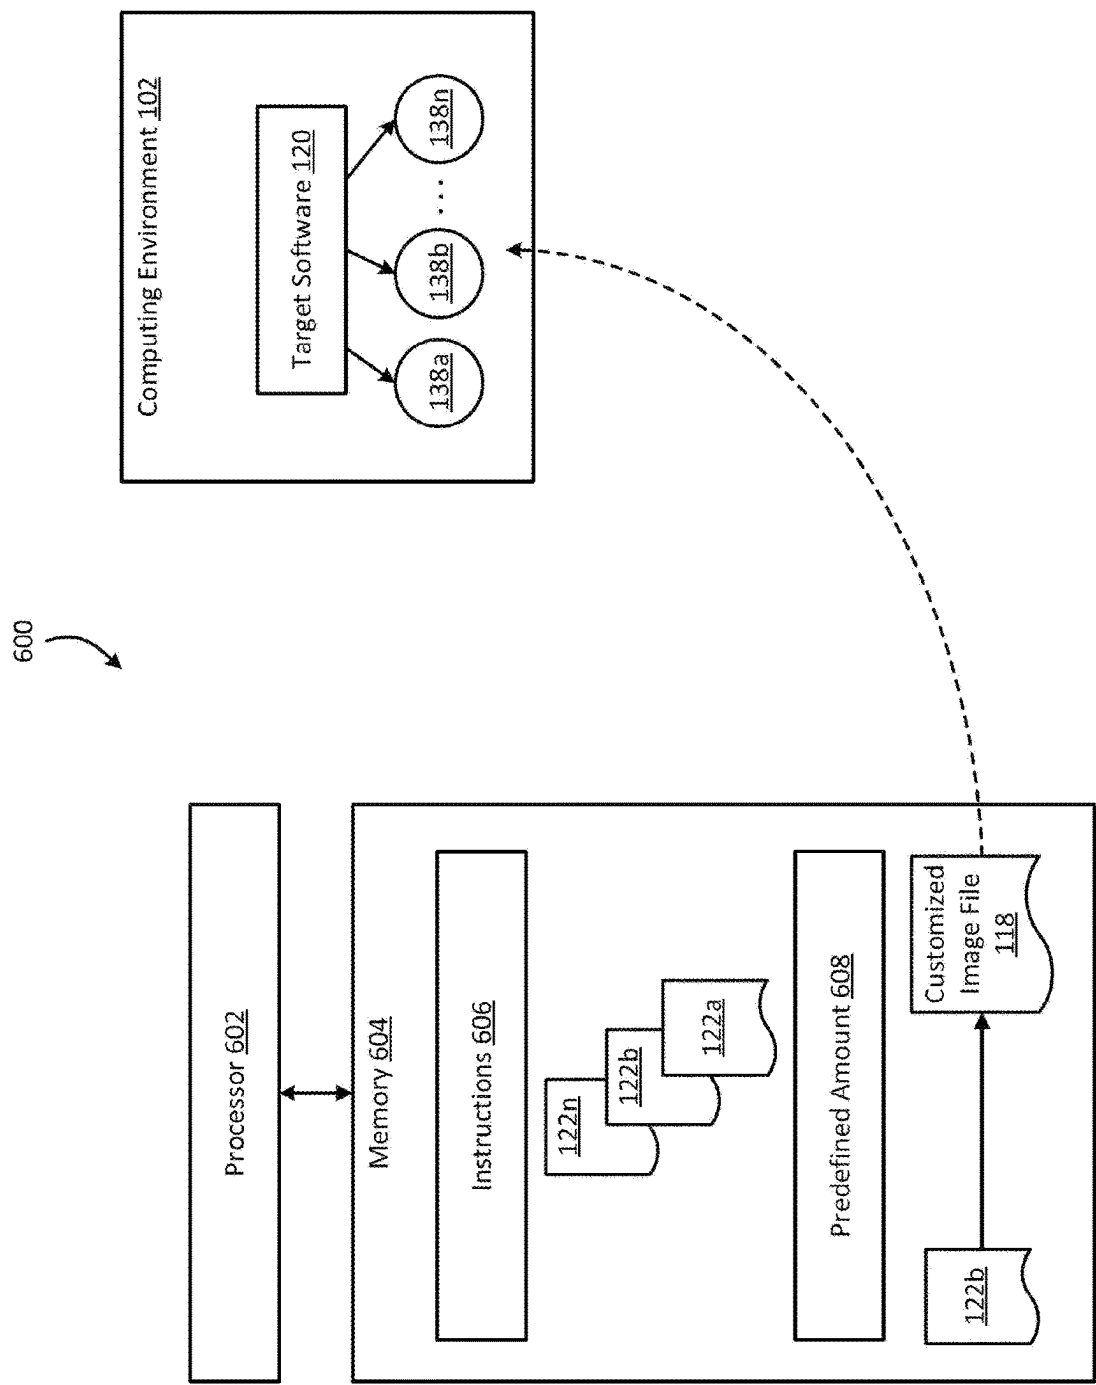 600
Processor 602
Memory 604
Instructions 606
122n
122b
122a
Predefined Amount 608
122b
Customized
Image File
118
Computing Environment 102
Target Software 120
138a
138b
. . .
138n